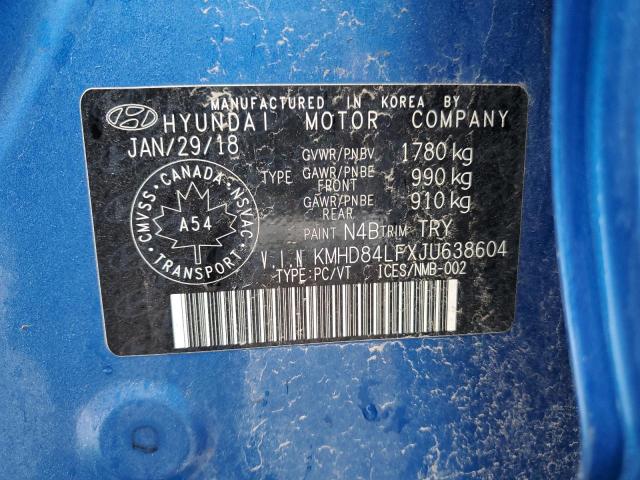 MANUFACTURED IN KOREA BY
HYUNDAI MOTOR COMPANY
JAN/29/18
GVWR/PNBV 1780 kg
TYPE GAWR/PNBE FRONT 990 kg
GAWR/PNBE REAR 910 kg
PAINT N4B TRIM TRY
V.I.N KMHD84LFXJU638604
TYPE:PC/VT ICES/NMB-002
CMVSS · CANADA · NSVAC
A54
TRANSPORT